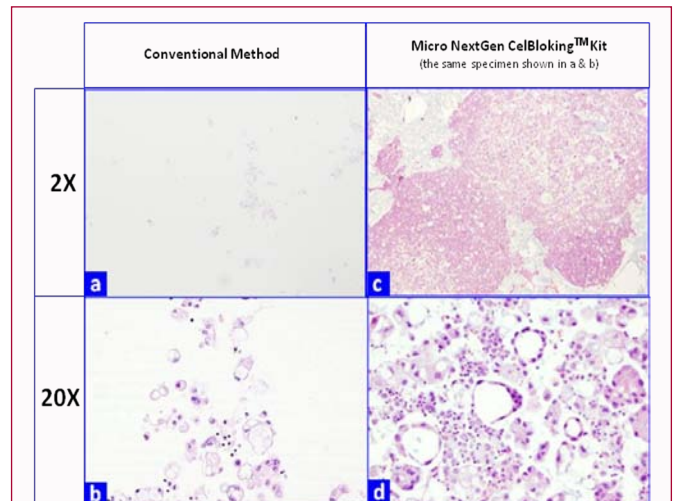 Conventional Method
Micro NextGen CelBloking™ Kit
(the same specimen shown in a & b)
2X
a
c
20X
b
d